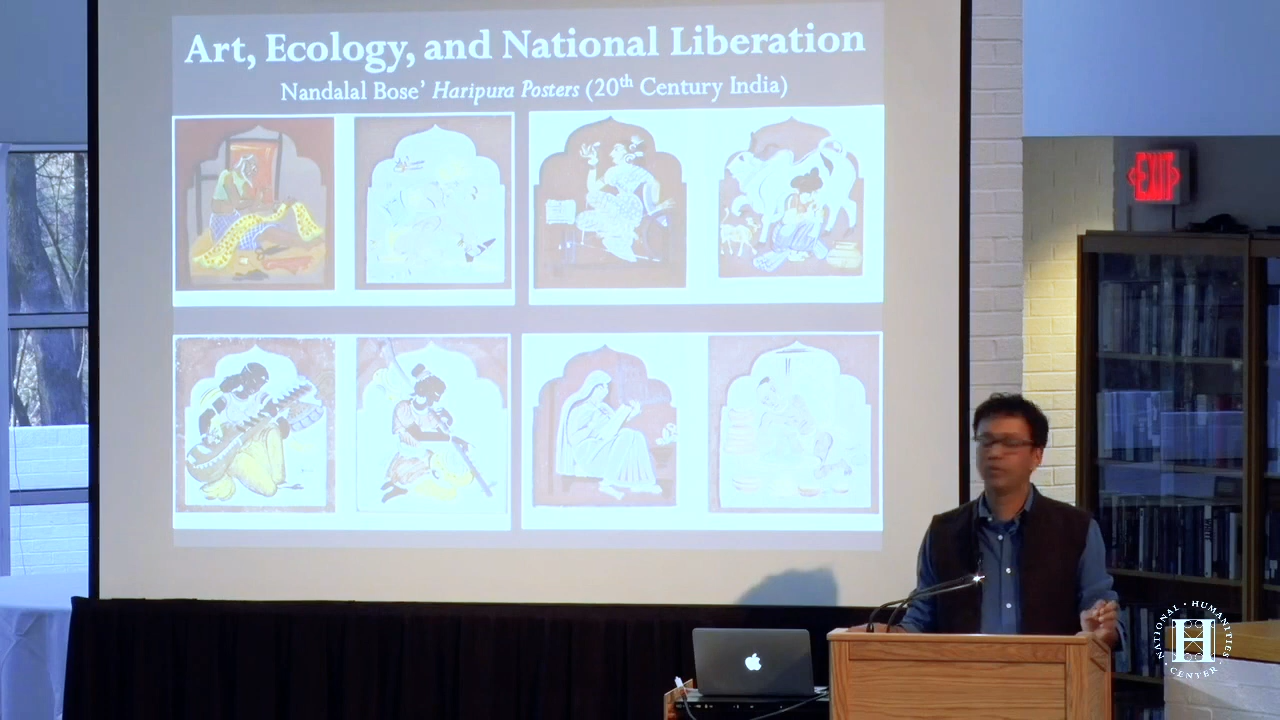 Art, Ecology, and National Liberation
Nandalal Bose’ Haripura Posters (20th Century India)
EXIT
NATIONAL · HUMANITIES · CENTER ·
H